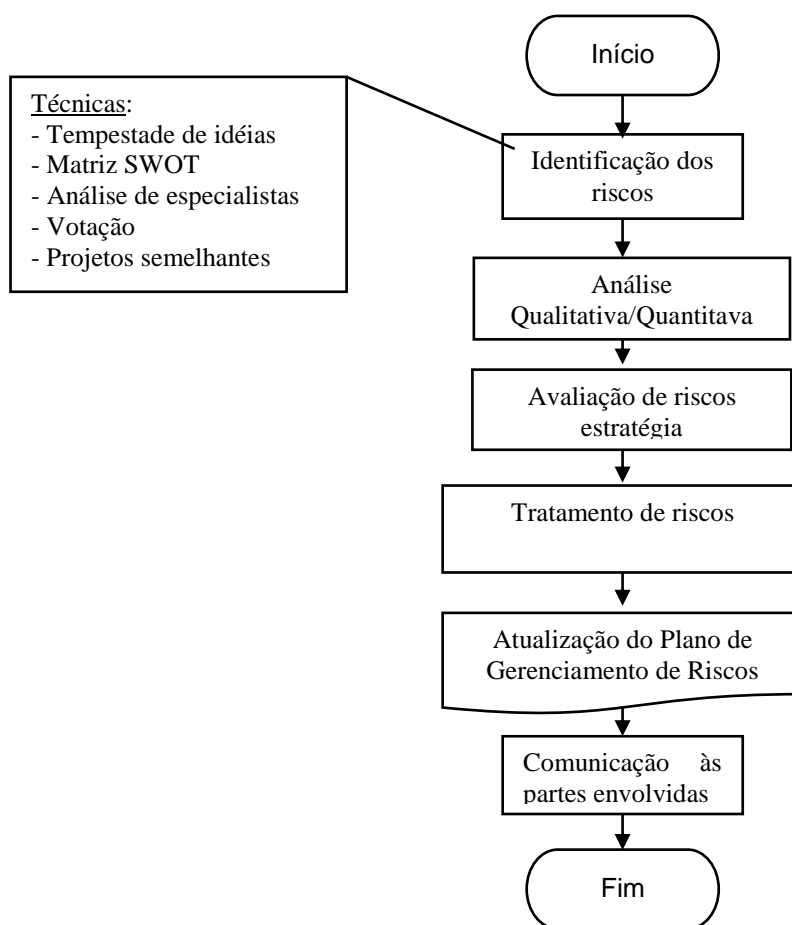 Início
Técnicas:
- Tempestade de idéias
- Matriz SWOT
- Análise de especialistas
- Votação
- Projetos semelhantes
Identificação dos
riscos
Análise
Qualitativa/Quantitava
Avaliação de riscos
estratégia
Tratamento de riscos
Atualização do Plano de
Gerenciamento de Riscos
Comunicação às
partes envolvidas
Fim